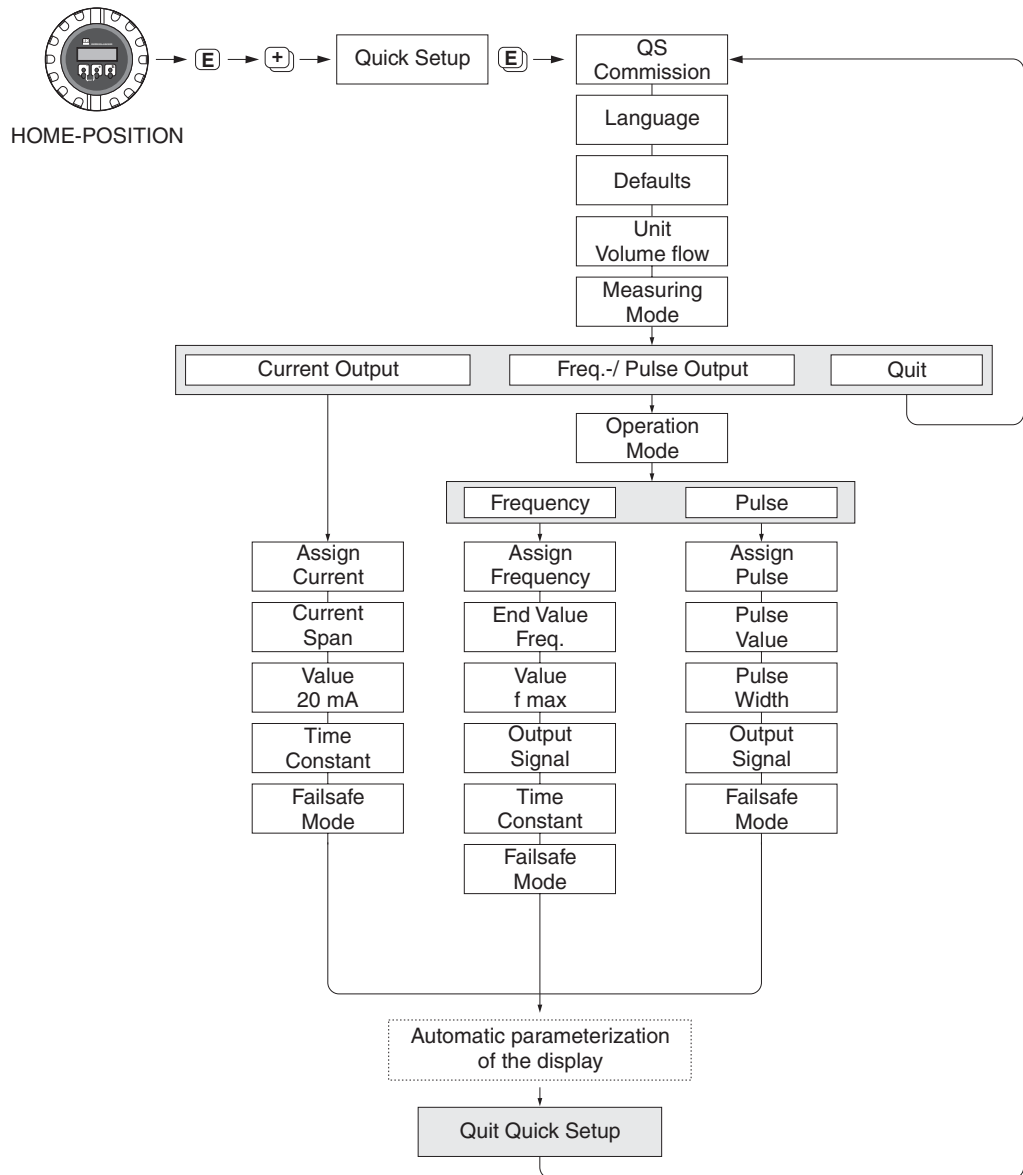 HOME-POSITION
E
+
Quick Setup
E
QS
Commission
Language
Defaults
Unit
Volume flow
Measuring
Mode
Current Output
Freq.-/ Pulse Output
Quit
Operation
Mode
Frequency
Pulse
Assign
Current
Current
Span
Value
20 mA
Time
Constant
Failsafe
Mode
Assign
Frequency
End Value
Freq.
Value
f max
Output
Signal
Time
Constant
Failsafe
Mode
Assign
Pulse
Pulse
Value
Pulse
Width
Output
Signal
Failsafe
Mode
Automatic parameterization
of the display
Quit Quick Setup